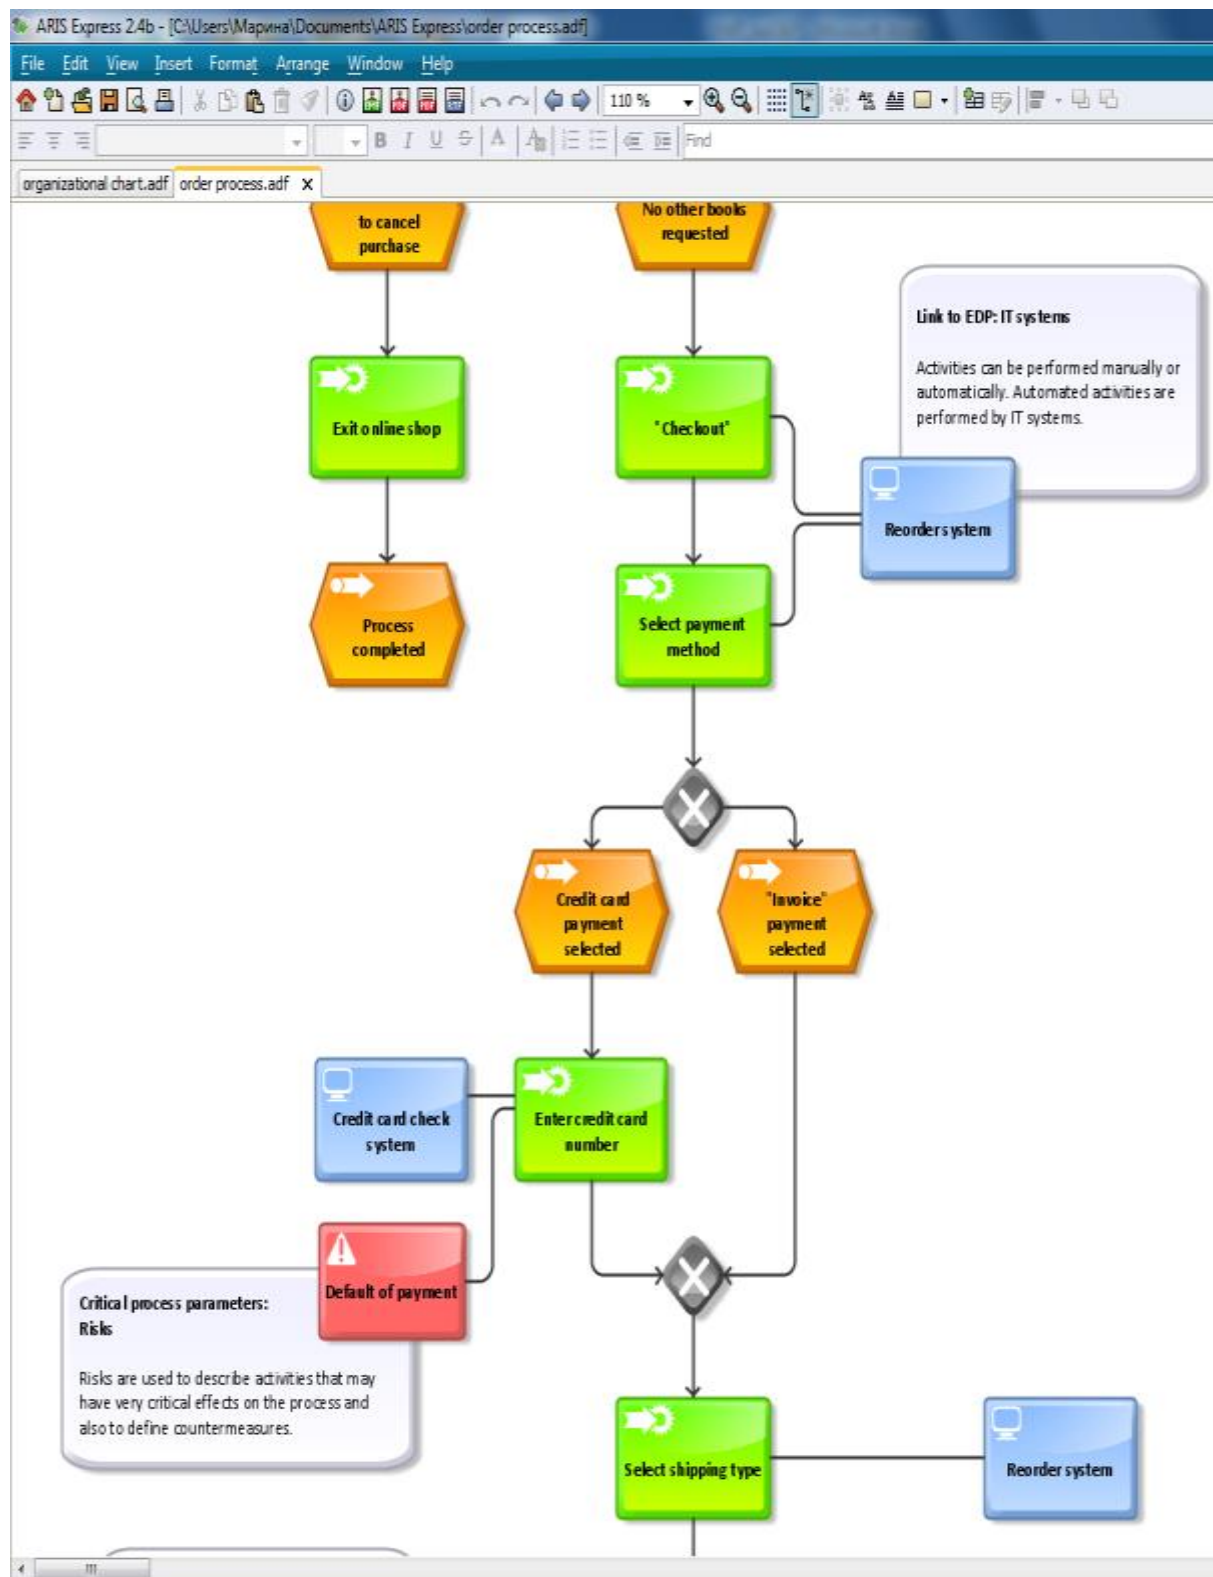 ARIS Express 2.4b - [C:\Users\Марина\Documents\ARIS Express\order process.adf]
File Edit View Insert Format Arrange Window Help
110 %
B I U S A A Find
organizational chart.adf order process.adf X
to cancel
purchase
No other books
requested
Link to EDP: IT systems
Activities can be performed manually or
automatically. Automated activities are
performed by IT systems.
Exit online shop
"Checkout"
Reorder system
Process
completed
Select payment
method
X
Credit card
payment
selected
"Invoice"
payment
selected
Credit card check
system
Enter credit card
number
Default of payment
X
Critical process parameters:
Risks
Risks are used to describe activities that may
have very critical effects on the process and
also to define countermeasures.
Select shipping type
Reorder system